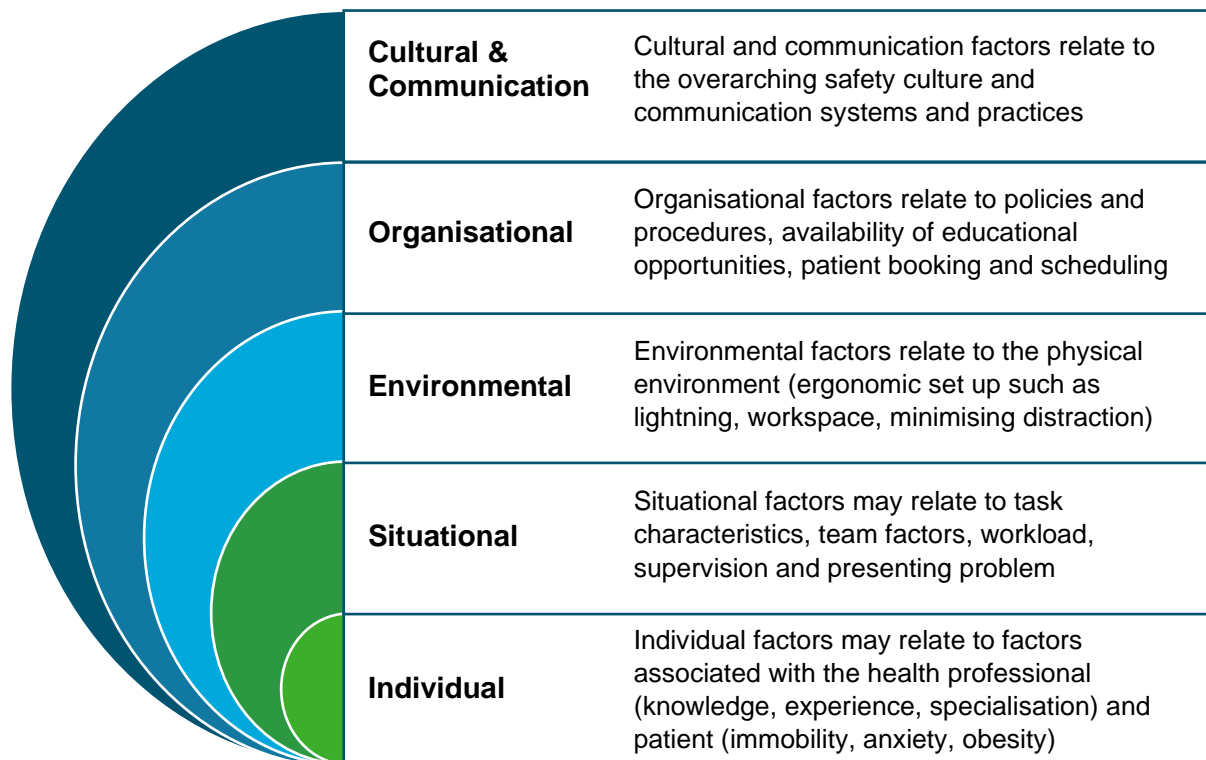 Cultural &
Communication
Cultural and communication factors relate to
the overarching safety culture and
communication systems and practices
Organisational
Organisational factors relate to policies and
procedures, availability of educational
opportunities, patient booking and scheduling
Environmental
Environmental factors relate to the physical
environment (ergonomic set up such as
lightning, workspace, minimising distraction)
Situational
Situational factors may relate to task
characteristics, team factors, workload,
supervision and presenting problem
Individual
Individual factors may relate to factors
associated with the health professional
(knowledge, experience, specialisation) and
patient (immobility, anxiety, obesity)